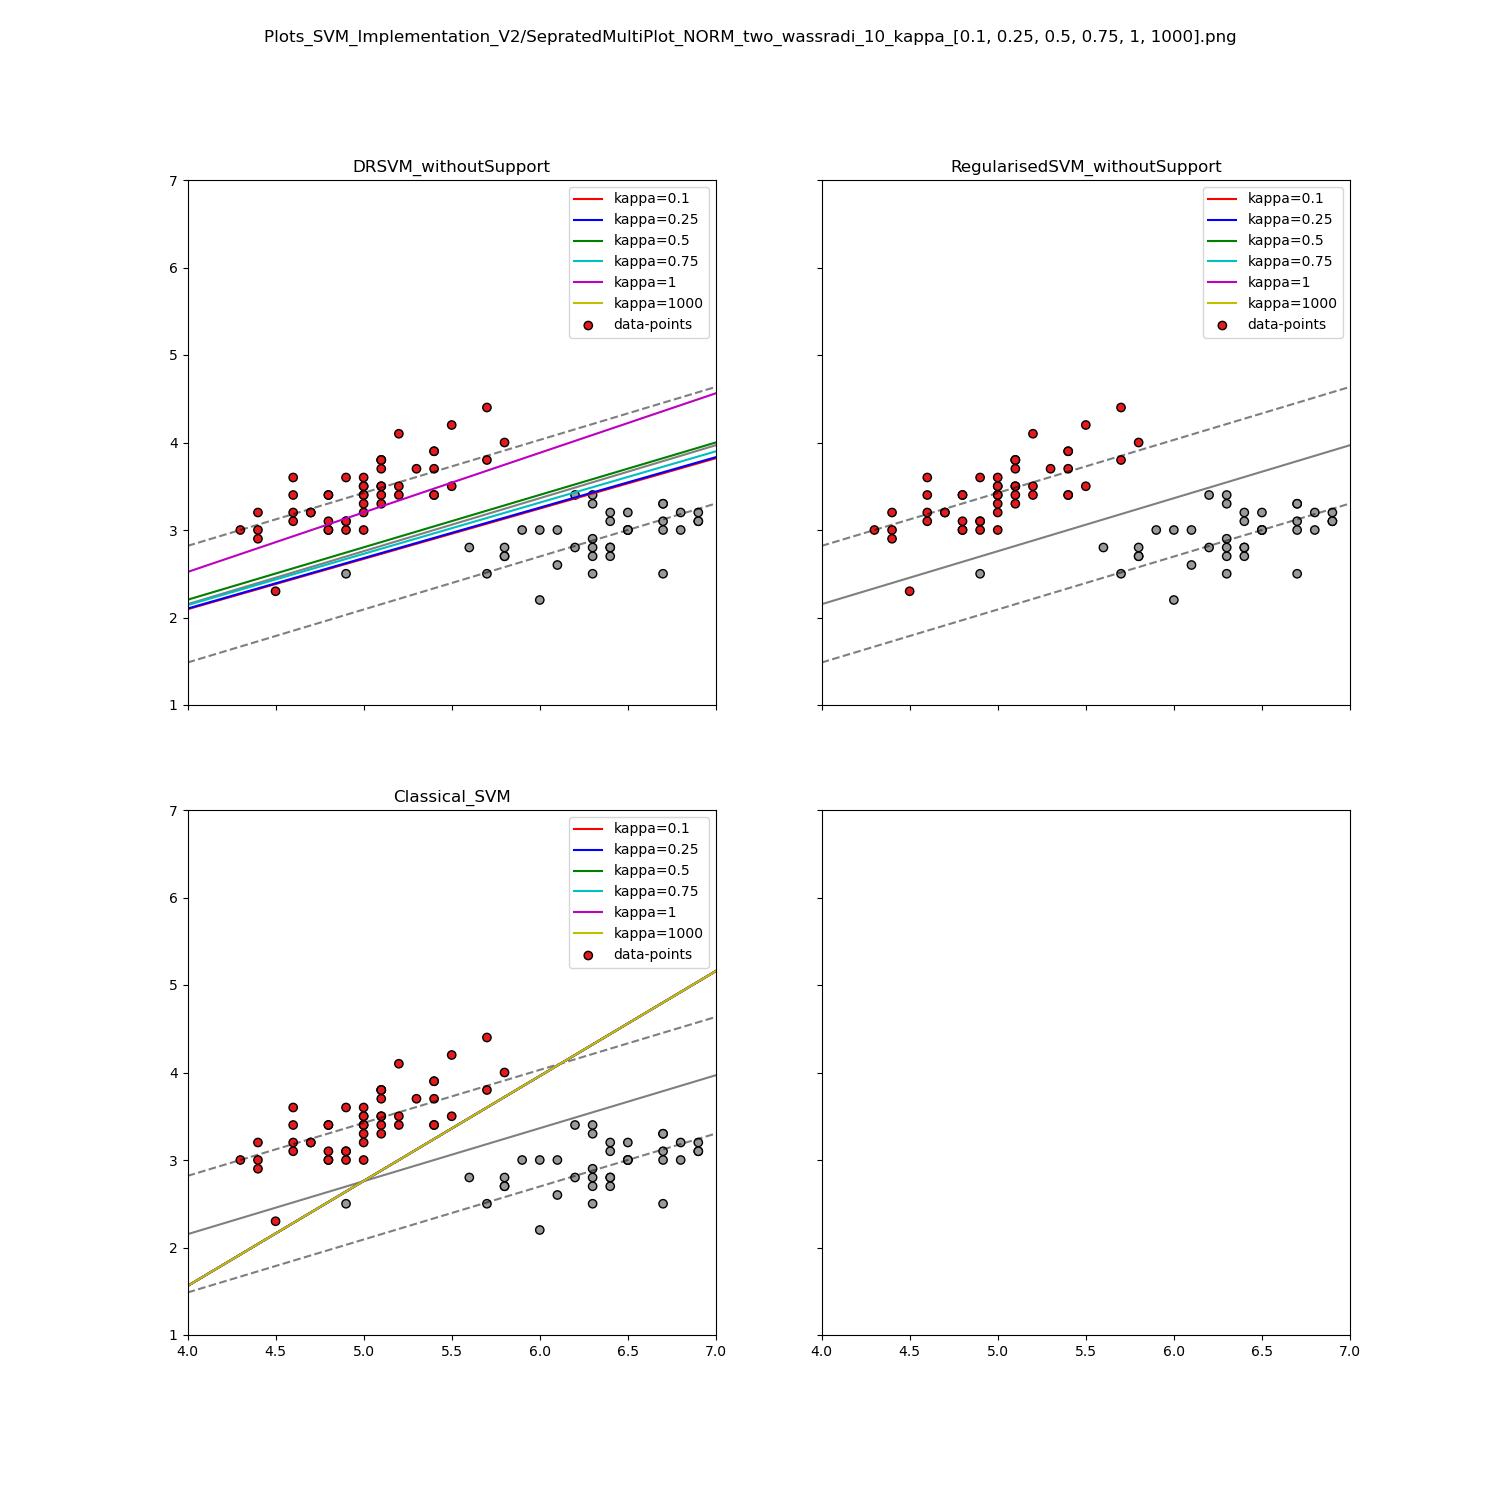 Plots_SVM_Implementation_V2/SepratedMultiPlot_NORM_two_wassradi_10_kappa_[0.1, 0.25, 0.5, 0.75, 1, 1000].png
DRSVM_withoutSupport
7
6
5
4
3
2
1
kappa=0.1
kappa=0.25
kappa=0.5
kappa=0.75
kappa=1
kappa=1000
data-points
RegularisedSVM_withoutSupport
kappa=0.1
kappa=0.25
kappa=0.5
kappa=0.75
kappa=1
kappa=1000
data-points
Classical_SVM
7
6
5
4
3
2
1
kappa=0.1
kappa=0.25
kappa=0.5
kappa=0.75
kappa=1
kappa=1000
data-points
4.0 4.5 5.0 5.5 6.0 6.5 7.0
4.0 4.5 5.0 5.5 6.0 6.5 7.0